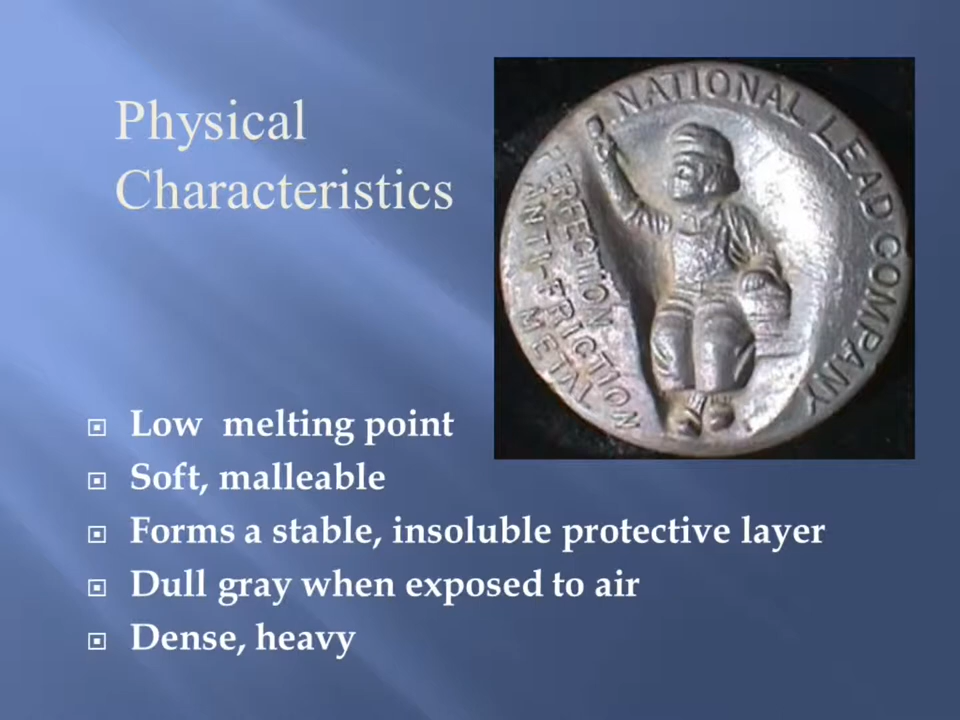 Physical
Characteristics
NATIONAL LEAD COMPANY
PERFECTION
ANTI-FRICTION
METAL
Low melting point
Soft, malleable
Forms a stable, insoluble protective layer
Dull gray when exposed to air
Dense, heavy